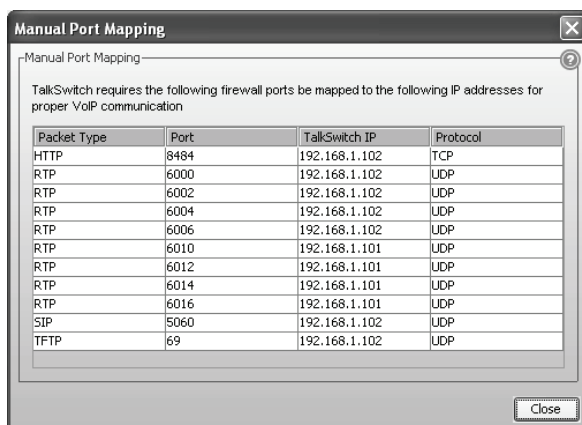 Manual Port Mapping
Manual Port Mapping
TalkSwitch requires the following firewall ports be mapped to the following IP addresses for
proper VoIP communication
Packet Type Port TalkSwitch IP Protocol
HTTP 8484 192.168.1.102 TCP
RTP 6000 192.168.1.102 UDP
RTP 6002 192.168.1.102 UDP
RTP 6004 192.168.1.102 UDP
RTP 6006 192.168.1.102 UDP
RTP 6010 192.168.1.101 UDP
RTP 6012 192.168.1.101 UDP
RTP 6014 192.168.1.101 UDP
RTP 6016 192.168.1.101 UDP
SIP 5060 192.168.1.102 UDP
TFTP 69 192.168.1.102 UDP
Close